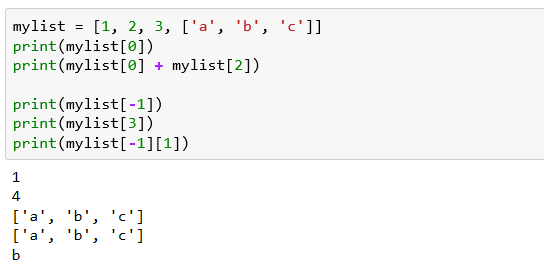 mylist = [1, 2, 3, ['a', 'b', 'c']]
print(mylist[0])
print(mylist[0] + mylist[2])
print(mylist[-1])
print(mylist[3])
print(mylist[-1][1])
1
4
['a', 'b', 'c']
['a', 'b', 'c']
b